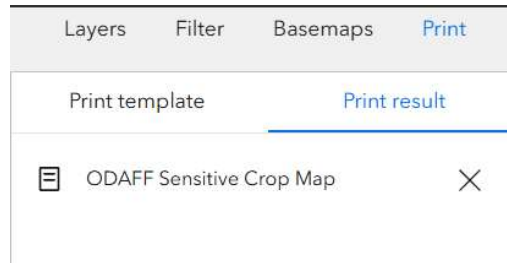 Layers Filter Basemaps Print
Print template Print result
ODAFF Sensitive Crop Map